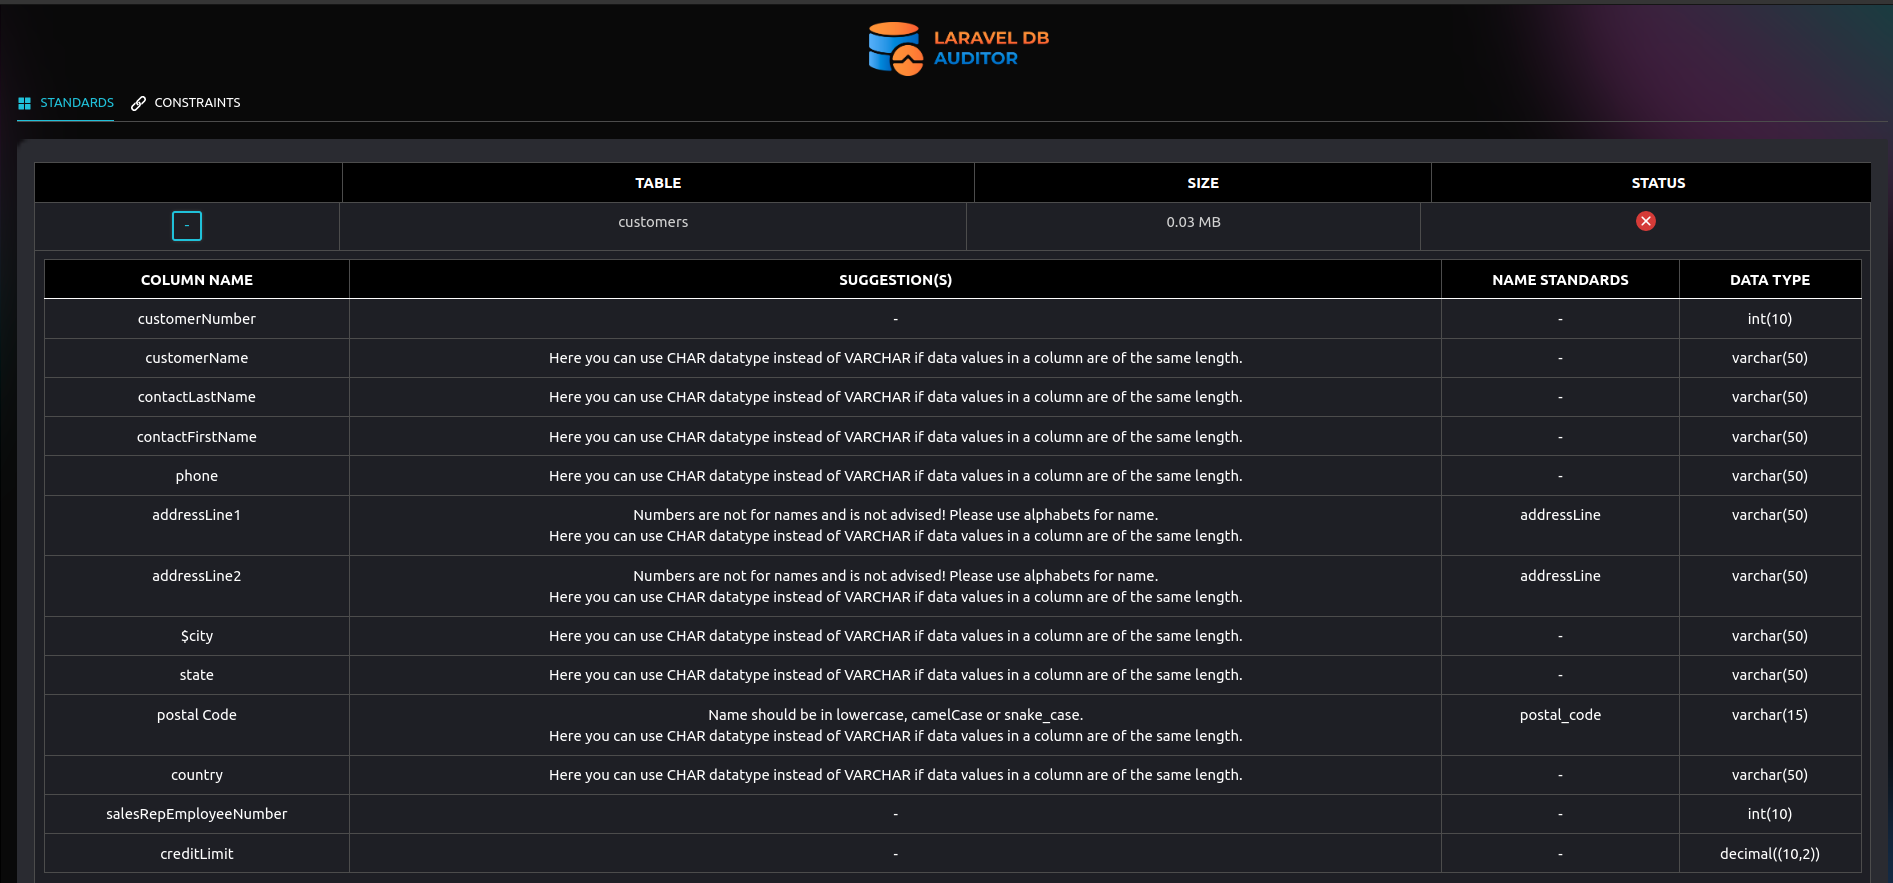 LARAVEL DB
AUDITOR
STANDARDS CONSTRAINTS
TABLE SIZE STATUS
- customers 0.03 MB
COLUMN NAME SUGGESTION(S) NAME STANDARDS DATA TYPE
customerNumber - - int(10)
customerName Here you can use CHAR datatype instead of VARCHAR if data values in a column are of the same length. - varchar(50)
contactLastName Here you can use CHAR datatype instead of VARCHAR if data values in a column are of the same length. - varchar(50)
contactFirstName Here you can use CHAR datatype instead of VARCHAR if data values in a column are of the same length. - varchar(50)
phone Here you can use CHAR datatype instead of VARCHAR if data values in a column are of the same length. - varchar(50)
addressLine1 Numbers are not for names and is not advised! Please use alphabets for name. addressLine varchar(50)
Here you can use CHAR datatype instead of VARCHAR if data values in a column are of the same length.
addressLine2 Numbers are not for names and is not advised! Please use alphabets for name. addressLine varchar(50)
Here you can use CHAR datatype instead of VARCHAR if data values in a column are of the same length.
$city Here you can use CHAR datatype instead of VARCHAR if data values in a column are of the same length. - varchar(50)
state Here you can use CHAR datatype instead of VARCHAR if data values in a column are of the same length. - varchar(50)
postal Code Name should be in lowercase, camelCase or snake_case. postal_code varchar(15)
Here you can use CHAR datatype instead of VARCHAR if data values in a column are of the same length.
country Here you can use CHAR datatype instead of VARCHAR if data values in a column are of the same length. - varchar(50)
salesRepEmployeeNumber - - int(10)
creditLimit - - decimal((10,2))